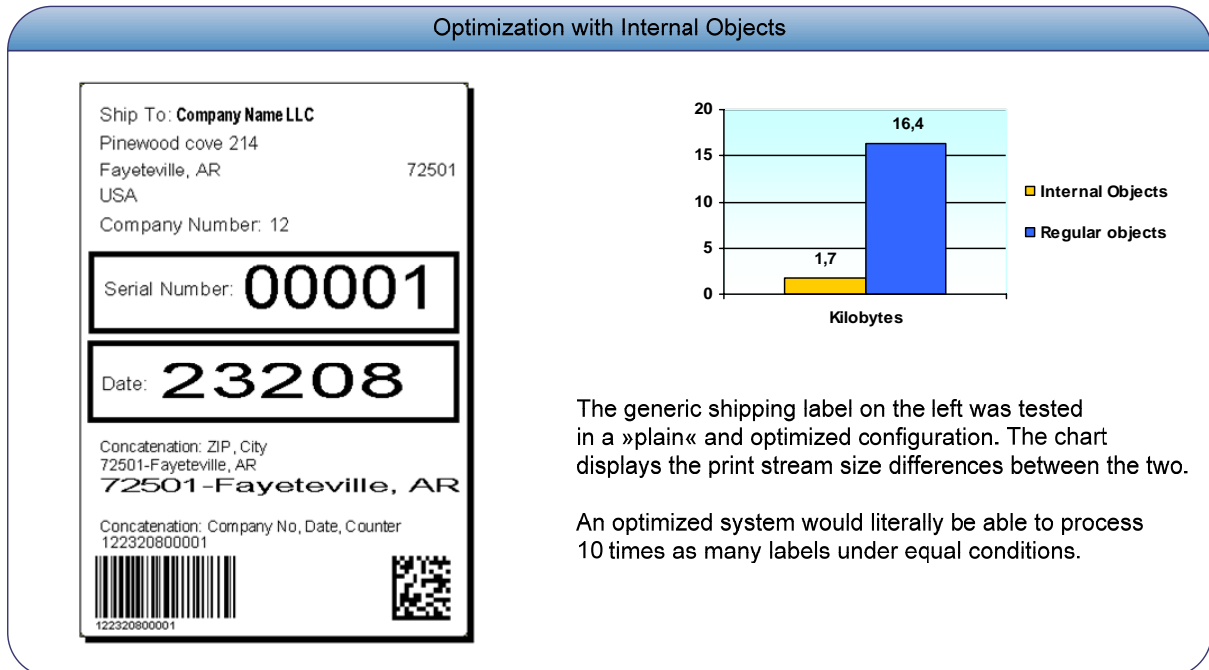 Optimization with Internal Objects
Ship To: Company Name LLC
Pinewood cove 214
Fayeteville, AR 72501
USA
Company Number: 12
Serial Number: 00001
Date: 23208
Concatenation: ZIP, City
72501-Fayeteville, AR
72501-Fayeteville, AR
Concatenation: Company No, Date, Counter
122320800001
122320800001
20
15
10
5
0
16,4
1,7
Kilobytes
Internal Objects
Regular objects
The generic shipping label on the left was tested
in a »plain« and optimized configuration. The chart
displays the print stream size differences between the two.
An optimized system would literally be able to process
10 times as many labels under equal conditions.